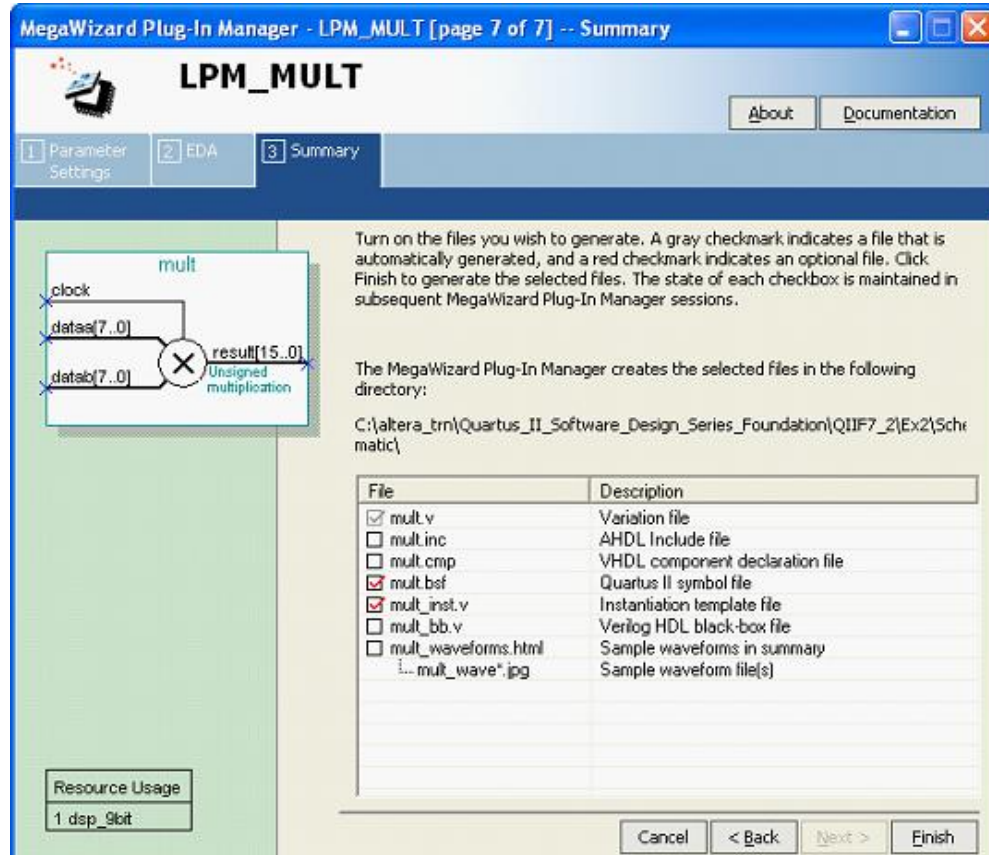 MegaWizard Plug-In Manager - LPM_MULT [page 7 of 7] -- Summary
LPM_MULT
About
Documentation
1 Parameter Settings
2 EDA
3 Summary
mult
clock
dataa[7..0]
datab[7..0]
result[15..0]
Unsigned
multiplication
Turn on the files you wish to generate. A gray checkmark indicates a file that is
automatically generated, and a red checkmark indicates an optional file. Click
Finish to generate the selected files. The state of each checkbox is maintained in
subsequent MegaWizard Plug-In Manager sessions.
The MegaWizard Plug-In Manager creates the selected files in the following
directory:
C:\altera_trn\Quartus_II_Software_Design_Series_Foundation\QIIF7_2\Ex2\Sche
matic\
File Description
mult.v Variation file
mult.inc AHDL Include file
mult.cmp VHDL component declaration file
mult.bsf Quartus II symbol file
mult_inst.v Instantiation template file
mult_bb.v Verilog HDL black-box file
mult_waveforms.html Sample waveforms in summary
mult_wave*.jpg Sample waveform file(s)
Resource Usage
1 dsp_9bit
Cancel
< Back
Next >
Finish